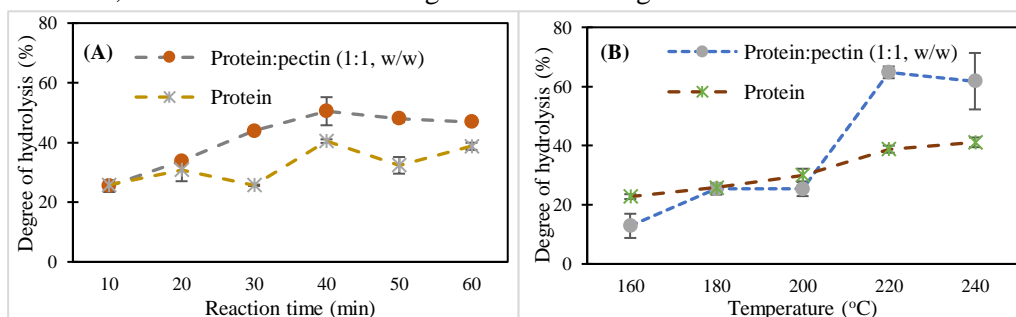 (A)
Protein:pectin (1:1, w/w)
Protein
Degree of hydrolysis (%)
80
60
40
20
0
10 20 30 40 50 60
Reaction time (min)
(B)
Protein:pectin (1:1, w/w)
Protein
Degree of hydrolysis (%)
80
60
40
20
0
160 180 200 220 240
Temperature (°C)